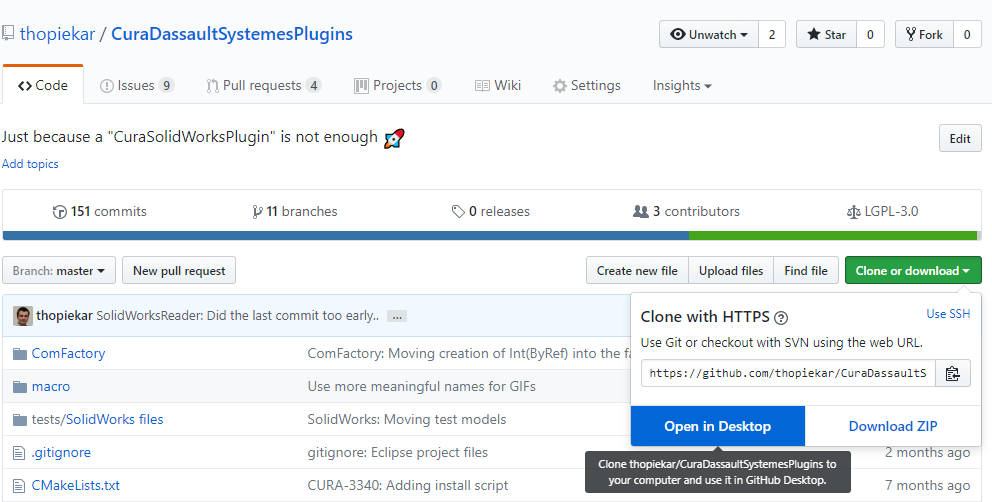 thopiekar / CuraDassaultSystemesPlugins
Unwatch 2 Star 0 Fork 0
Code Issues 9 Pull requests 4 Projects 0 Wiki Settings Insights
Just because a "CuraSolidWorksPlugin" is not enough
Edit
Add topics
151 commits 11 branches 0 releases 3 contributors LGPL-3.0
Branch: master New pull request Create new file Upload files Find file Clone or download
thopiekar SolidWorksReader: Did the last commit too early.. ...
Clone with HTTPS ? Use SSH
Use Git or checkout with SVN using the web URL.
https://github.com/thopiekar/CuraDassaultS
Open in Desktop Download ZIP
Clone thopiekar/CuraDassaultSystemesPlugins to
your computer and use it in GitHub Desktop.
ComFactory ComFactory: Moving creation of Int(ByRef) into the fa
macro Use more meaningful names for GIFs
tests/SolidWorks files SolidWorks: Moving test models
.gitignore gitignore: Eclipse project files 2 months ago
CMakeLists.txt CURA-3340: Adding install script 7 months ago